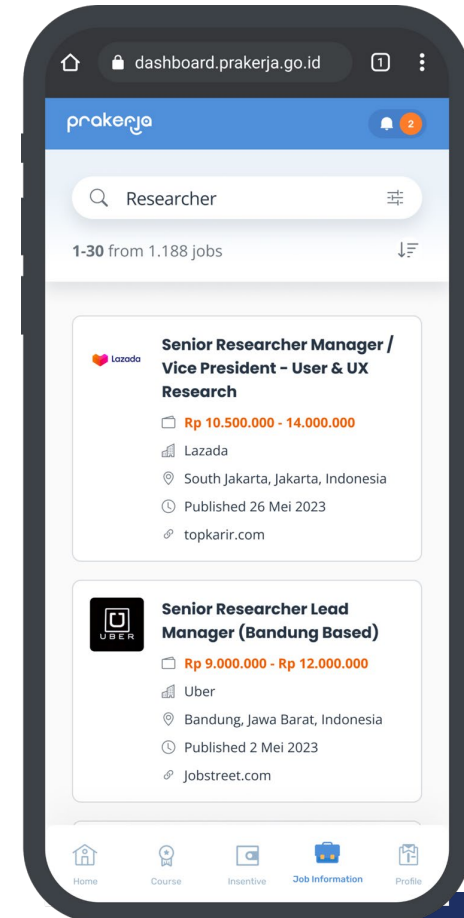 dashboard.prakerja.go.id
1
prakerja
2
Researcher
1-30 from 1.188 jobs
Lazada
Senior Researcher Manager /
Vice President - User & UX
Research
Rp 10.500.000 - 14.000.000
Lazada
South Jakarta, Jakarta, Indonesia
Published 26 Mei 2023
topkarir.com
UBER
Senior Researcher Lead
Manager (Bandung Based)
Rp 9.000.000 - Rp 12.000.000
Uber
Bandung, Jawa Barat, Indonesia
Published 2 Mei 2023
Jobstreet.com
Home
Course
Insentive
Job Information
Profile